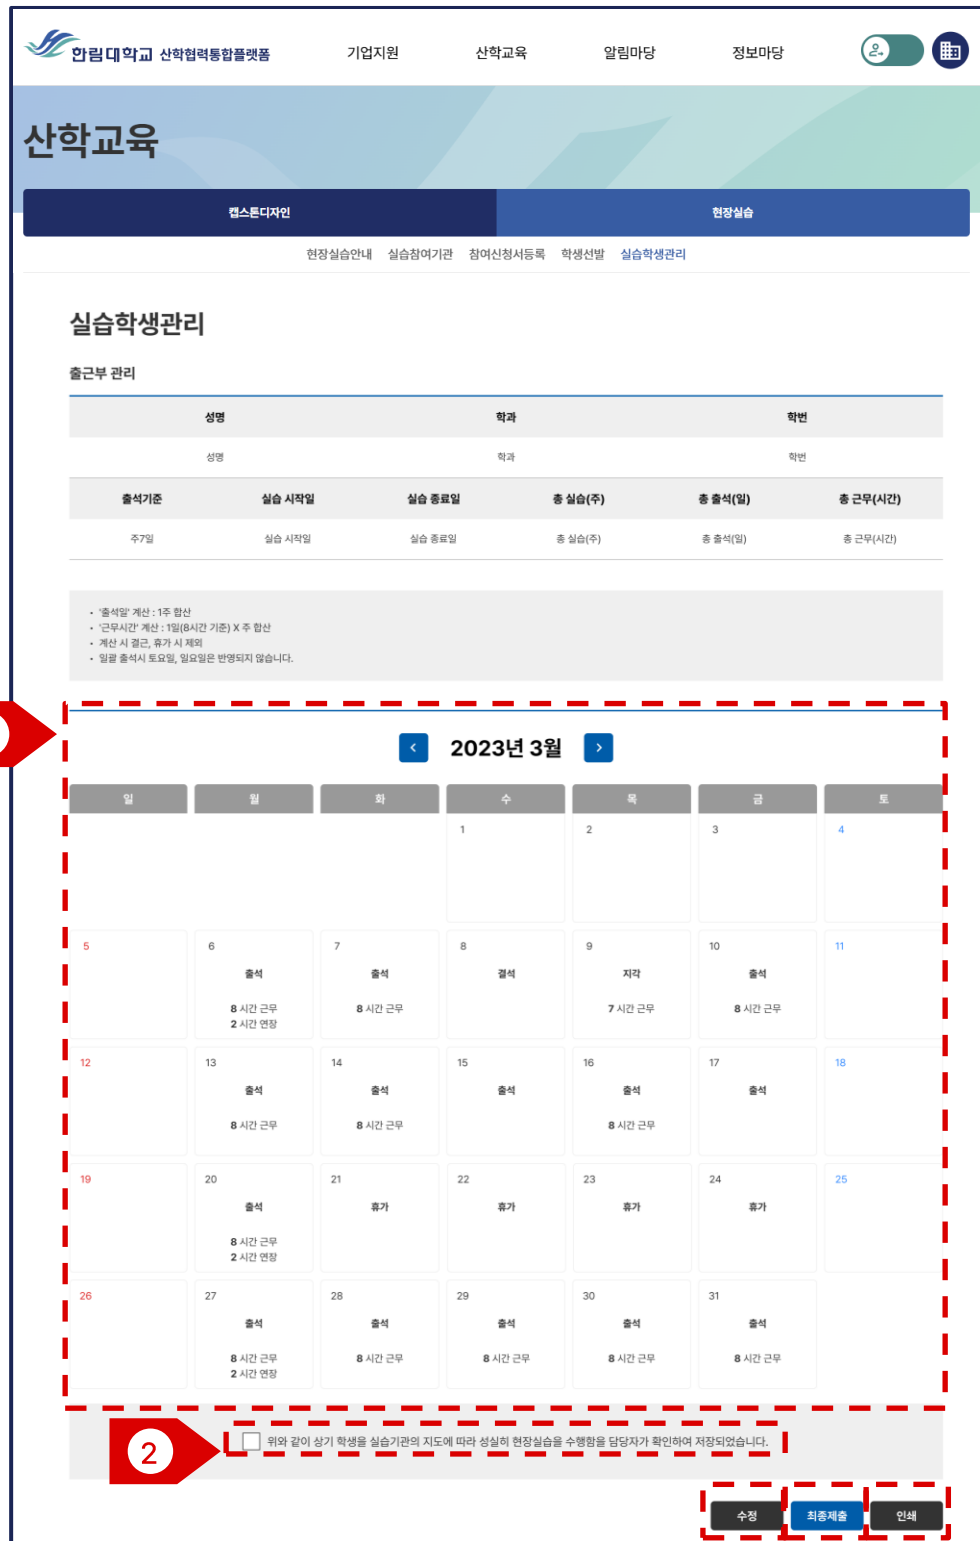 한림대학교 산학협력통합플랫폼 기업지원 산학교육 알림마당 정보마당
산학교육
캡스톤디자인 현장실습
현장실습안내 실습참여기관 참여신청서등록 학생선발 실습학생관리
실습학생관리
출근부 관리
성명 학과 학번
성명 학과 학번
출석기준 실습 시작일 실습 종료일 총 실습(주) 총 출석(일) 총 근무(시간)
주7일 실습 시작일 실습 종료일 총 실습(주) 총 출석(일) 총 근무(시간)
• '출석일' 계산 : 1주 합산
• '근무시간' 계산 : 1일(8시간 기준) X 주 합산
• 계산 시 결근, 휴가 시 제외
• 일괄 출석시 토요일, 일요일은 반영되지 않습니다.
< 2023년 3월 >
일 월 화 수 목 금 토
1 2 3 4
5 6 7 8 9 10 11
출석 출석 결석 지각 출석
8 시간 근무 8 시간 근무 7 시간 근무 8 시간 근무
2 시간 연장
12 13 14 15 16 17 18
출석 출석 출석 출석 출석
8 시간 근무 8 시간 근무 8 시간 근무
19 20 21 22 23 24 25
출석 휴가 휴가 휴가 휴가
8 시간 근무
2 시간 연장
26 27 28 29 30 31
출석 출석 출석 출석 출석
8 시간 근무 8 시간 근무 8 시간 근무 8 시간 근무 8 시간 근무
2 시간 연장
2 위와 같이 상기 학생을 실습기관의 지도에 따라 성실히 현장실습을 수행함을 담당자가 확인하여 저장되었습니다.
수정 최종제출 인쇄